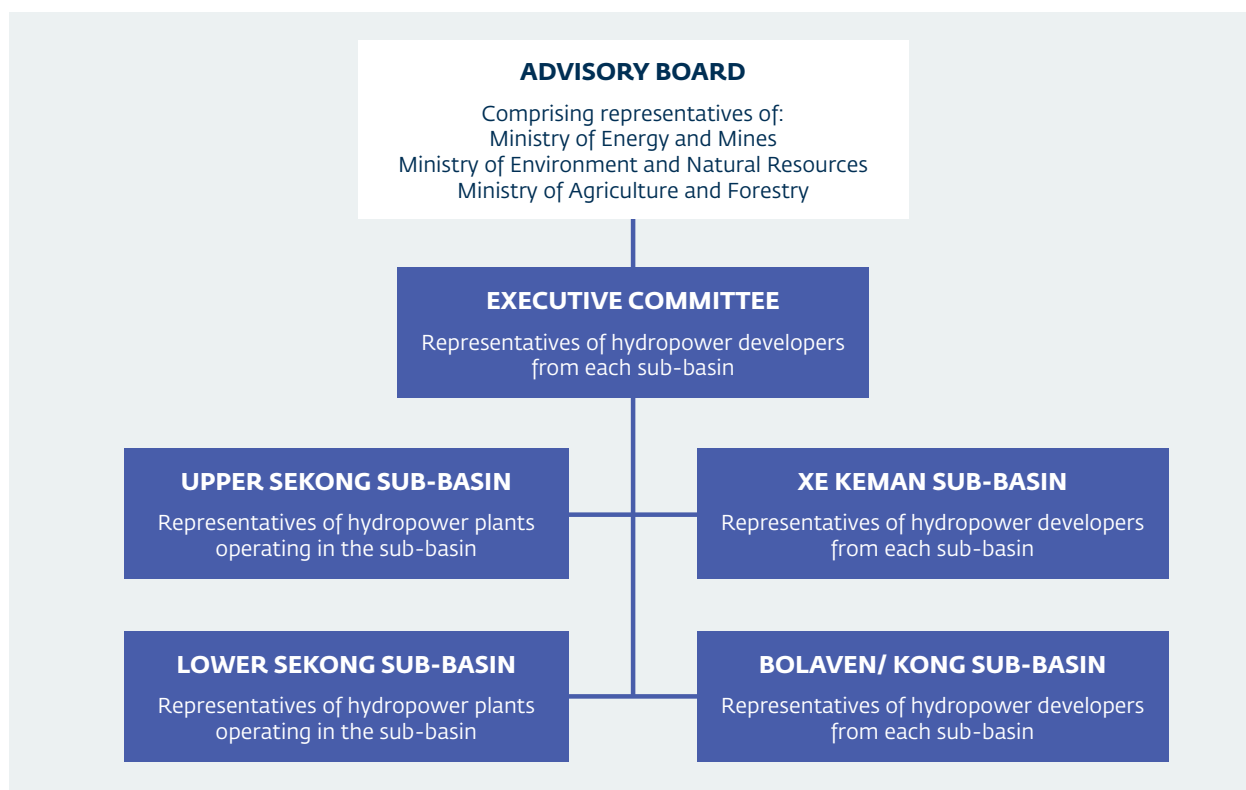 ADVISORY BOARD
Comprising representatives of:
Ministry of Energy and Mines
Ministry of Environment and Natural Resources
Ministry of Agriculture and Forestry
EXECUTIVE COMMITTEE
Representatives of hydropower developers
from each sub-basin
UPPER SEKONG SUB-BASIN
Representatives of hydropower plants
operating in the sub-basin
XE KEMAN SUB-BASIN
Representatives of hydropower developers
from each sub-basin
LOWER SEKONG SUB-BASIN
Representatives of hydropower plants
operating in the sub-basin
BOLAVEN/ KONG SUB-BASIN
Representatives of hydropower developers
from each sub-basin